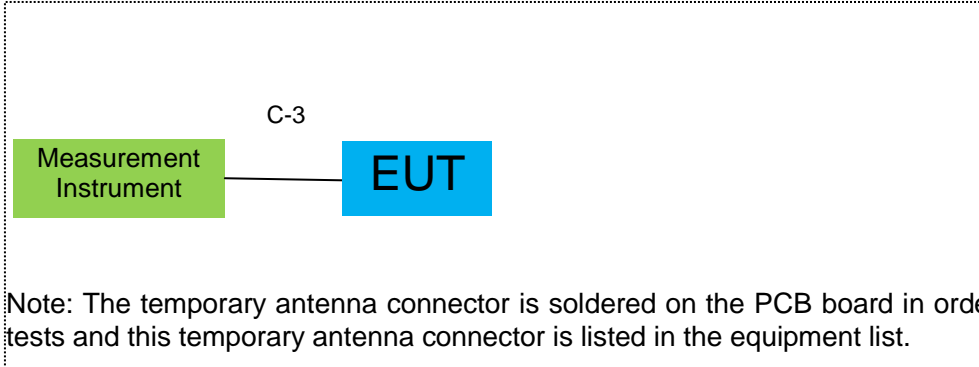 C-3
Measurement
Instrument
EUT
Note: The temporary antenna connector is soldered on the PCB board in
tests and this temporary antenna connector is listed in the equipment list.